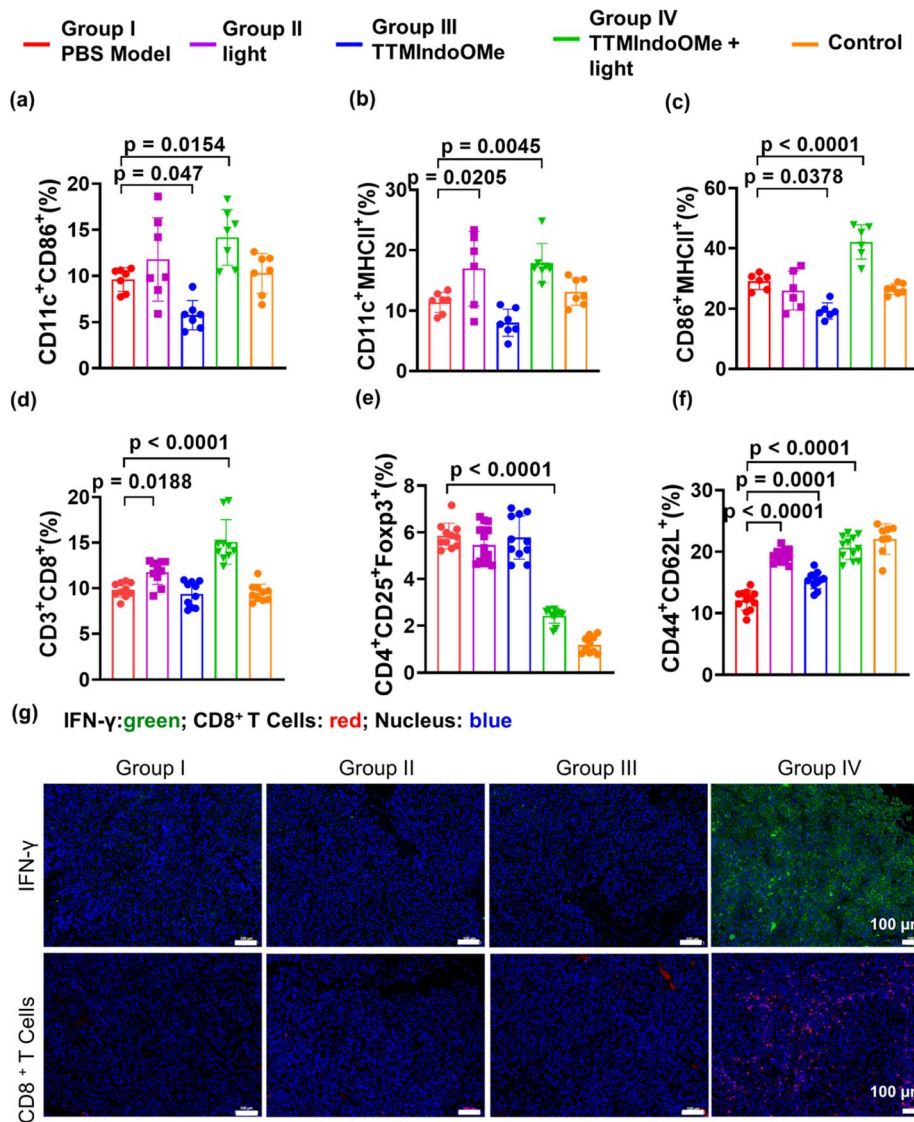 Group I
PBS Model
Group II
light
Group III
TTMIndoOMe
Group IV
TTMIndoOMe +
light
Control
(a)
p = 0.0154
p = 0.047
CD11c⁺CD86⁺(%)
20
15
10
5
0
(b)
p = 0.0045
p = 0.0205
CD11c⁺MHCII⁺(%)
30
20
10
0
(c)
p < 0.0001
p = 0.0378
CD86⁺MHCII⁺(%)
60
40
20
0
(d)
p < 0.0001
p = 0.0188
CD3⁺CD8⁺(%)
20
15
10
5
0
(e)
p < 0.0001
CD4⁺CD25⁺Foxp3⁺(%)
8
6
4
2
0
(f)
p < 0.0001
p = 0.0001
p < 0.0001
CD44⁺CD62L⁺(%)
30
20
10
0
(g)
IFN-γ:green; CD8⁺ T Cells: red; Nucleus: blue
Group I
Group II
Group III
Group IV
IFN-γ
100 μm
CD8 ⁺ T Cells
100 μm